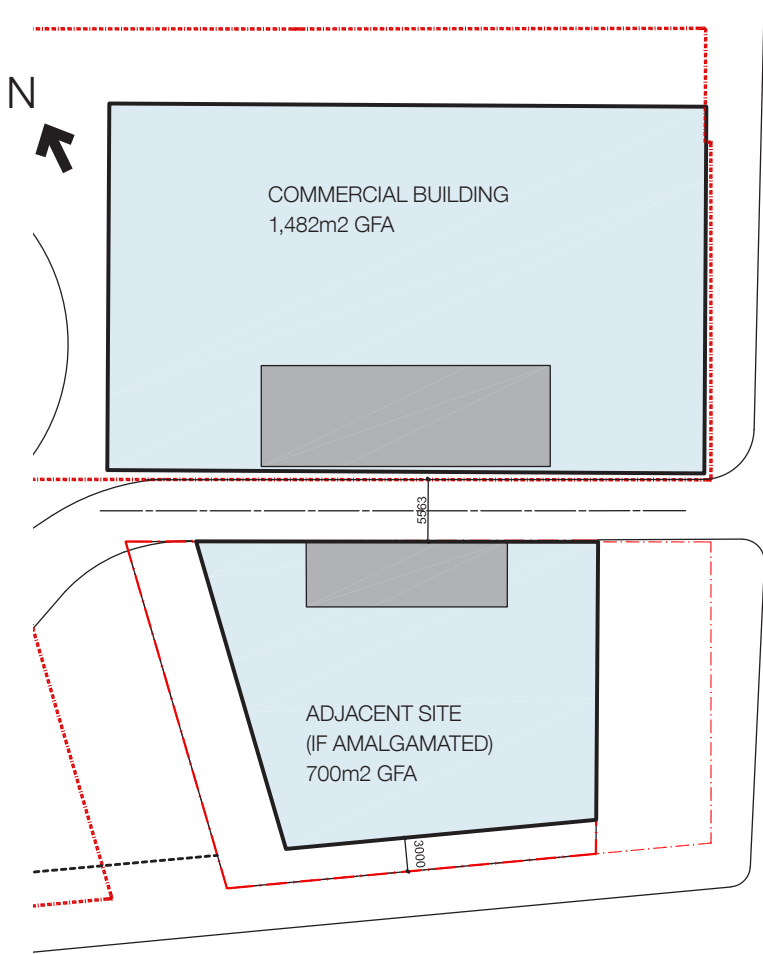 N
COMMERCIAL BUILDING
1,482m2 GFA
5563
ADJACENT SITE
(IF AMALGAMATED)
700m2 GFA
3000